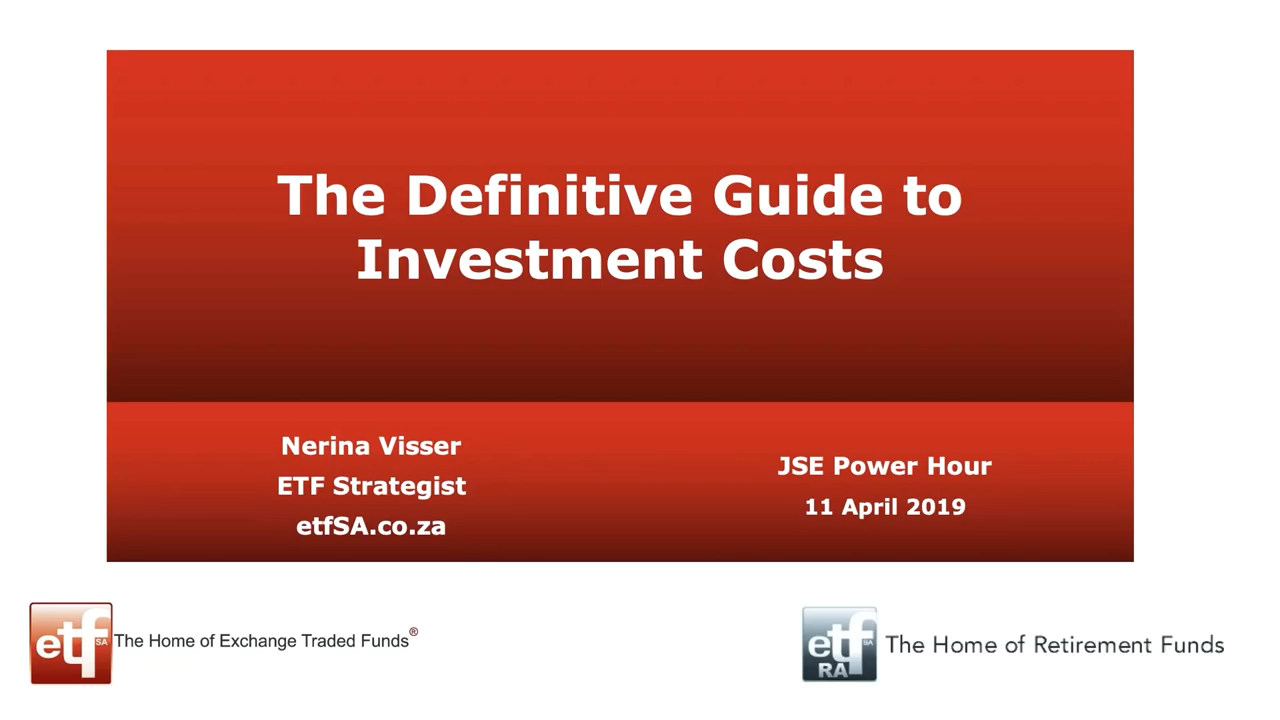 The Definitive Guide to
Investment Costs
Nerina Visser
ETF Strategist
etfSA.co.za
JSE Power Hour
11 April 2019
etf SA The Home of Exchange Traded Funds®
etf SA RA The Home of Retirement Funds